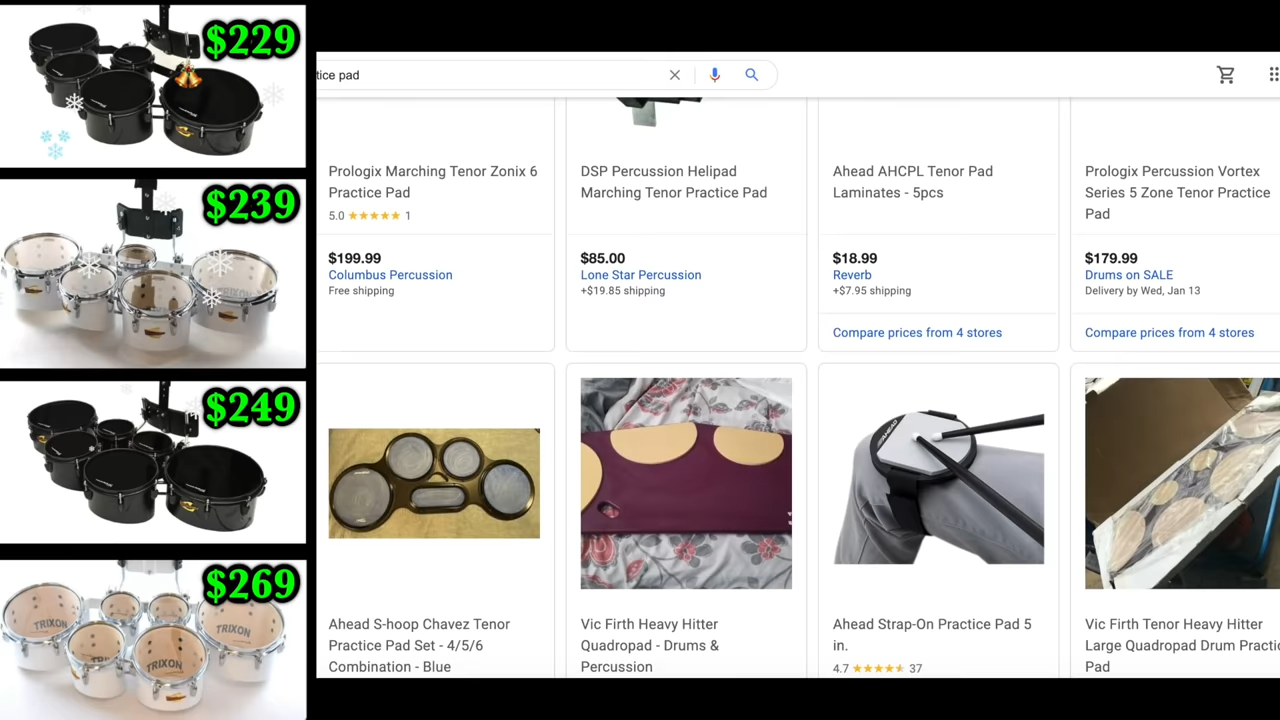 $229
$239
TRIXON
$249
$269
TRIXON
TRIXON
TRIXON
tice pad
Prologix Marching Tenor Zonix 6
Practice Pad
5.0 ★★★★★ 1
$199.99
Columbus Percussion
Free shipping
DSP Percussion Helipad
Marching Tenor Practice Pad
$85.00
Lone Star Percussion
+$19.85 shipping
Ahead AHCPL Tenor Pad
Laminates - 5pcs
$18.99
Reverb
+$7.95 shipping
Compare prices from 4 stores
Prologix Percussion Vortex
Series 5 Zone Tenor Practice
Pad
$179.99
Drums on SALE
Delivery by Wed, Jan 13
Compare prices from 4 stores
Ahead S-hoop Chavez Tenor
Practice Pad Set - 4/5/6
Combination - Blue
Vic Firth Heavy Hitter
Quadropad - Drums &
Percussion
AHEAD
Ahead Strap-On Practice Pad 5
in.
4.7 ★★★★★ 37
Vic Firth Tenor Heavy Hitter
Large Quadropad Drum Practic
Pad